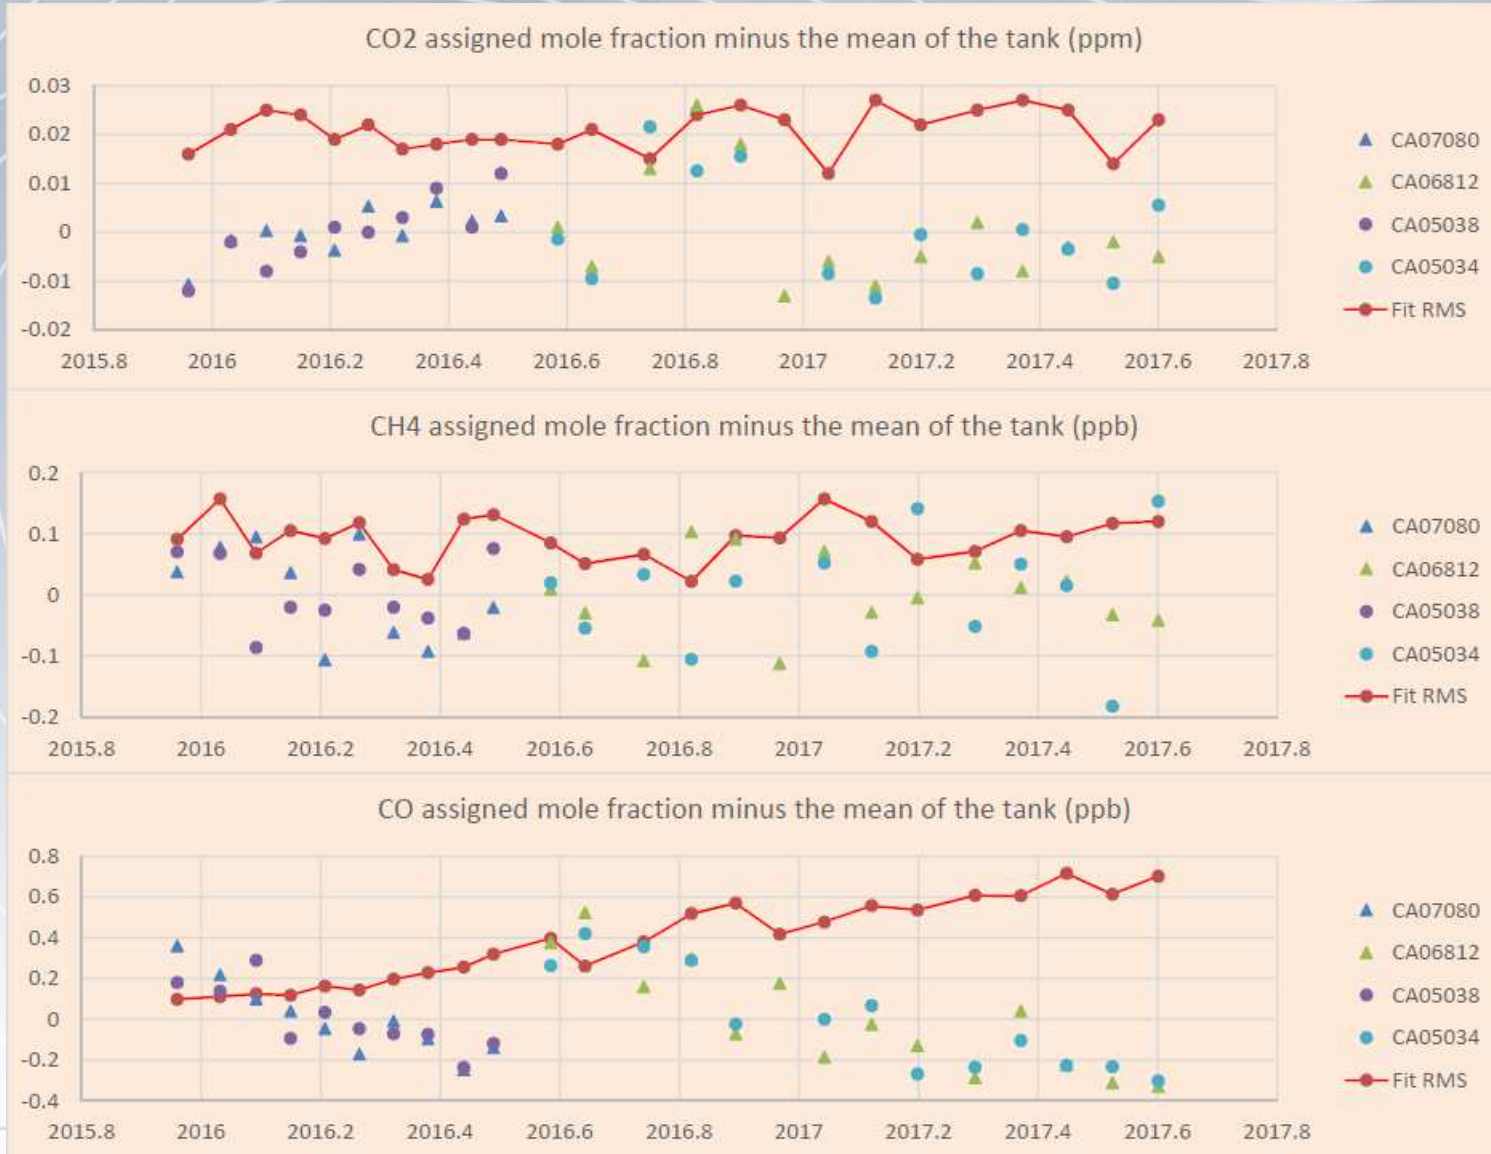 CO2 assigned mole fraction minus the mean of the tank (ppm)
0.03
0.02
0.01
0
-0.01
-0.02
2015.8 2016 2016.2 2016.4 2016.6 2016.8 2017 2017.2 2017.4 2017.6 2017.8
CA07080
CA06812
CA05038
CA05034
Fit RMS
CH4 assigned mole fraction minus the mean of the tank (ppb)
0.2
0.1
0
-0.1
-0.2
2015.8 2016 2016.2 2016.4 2016.6 2016.8 2017 2017.2 2017.4 2017.6 2017.8
CA07080
CA06812
CA05038
CA05034
Fit RMS
CO assigned mole fraction minus the mean of the tank (ppb)
0.8
0.6
0.4
0.2
0
-0.2
-0.4
2015.8 2016 2016.2 2016.4 2016.6 2016.8 2017 2017.2 2017.4 2017.6 2017.8
CA07080
CA06812
CA05038
CA05034
Fit RMS